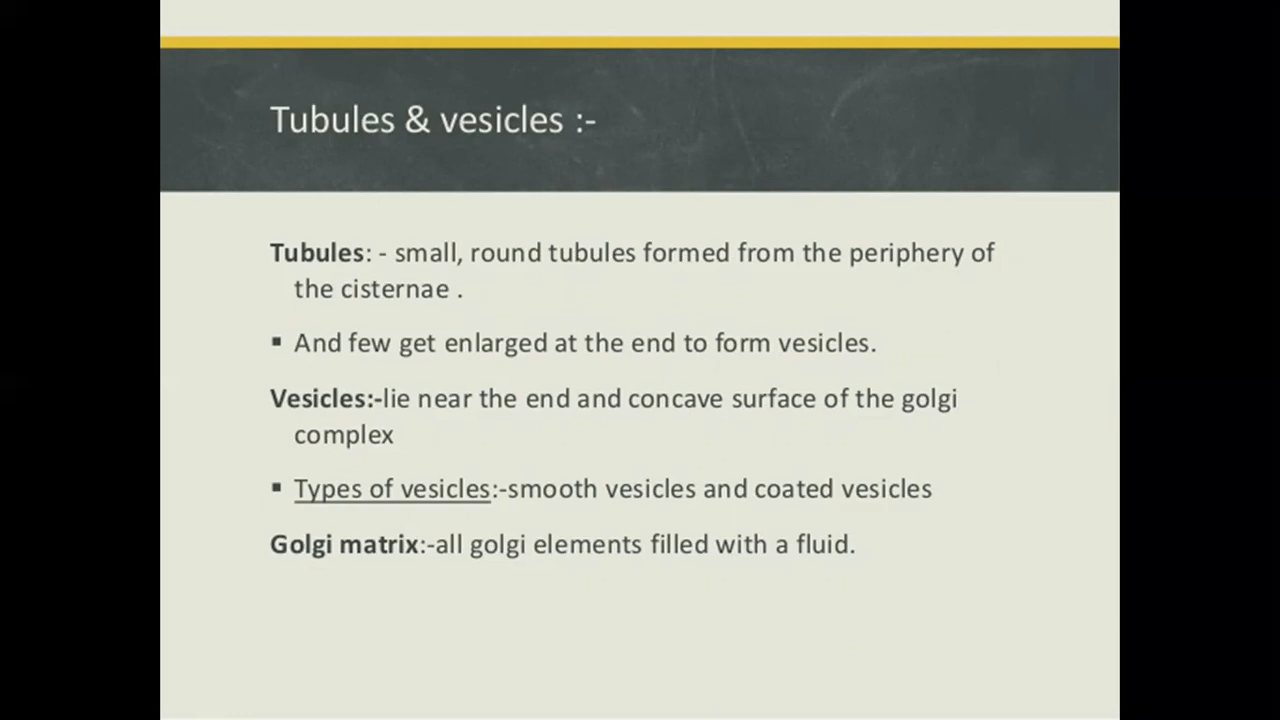 Tubules & vesicles :-
Tubules: - small, round tubules formed from the periphery of
the cisternae .
▪ And few get enlarged at the end to form vesicles.
Vesicles:-lie near the end and concave surface of the golgi
complex
▪ Types of vesicles:-smooth vesicles and coated vesicles
Golgi matrix:-all golgi elements filled with a fluid.